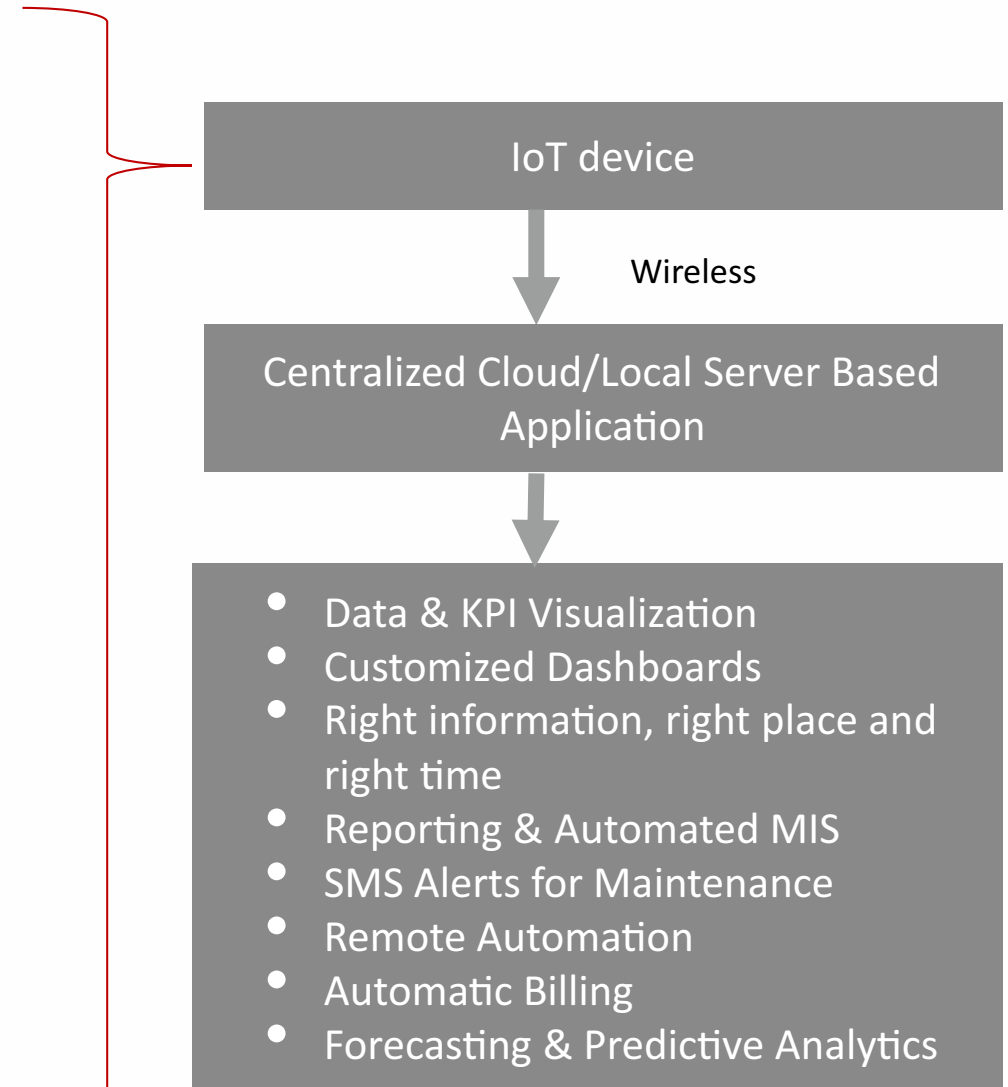 IoT device
Wireless
Centralized Cloud/Local Server Based
Application
• Data & KPI Visualization
• Customized Dashboards
• Right information, right place and
right time
• Reporting & Automated MIS
• SMS Alerts for Maintenance
• Remote Automation
• Automatic Billing
• Forecasting & Predictive Analytics